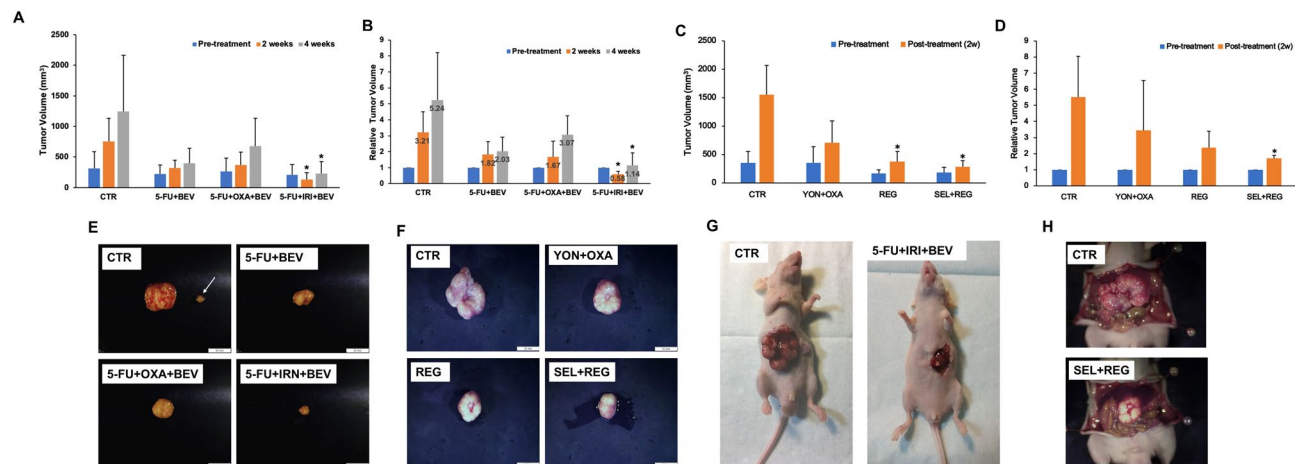 A
Tumor Volume (mm³)
2500
2000
1500
1000
500
0
Pre-treatment 2 weeks 4 weeks
* *
CTR 5-FU+BEV 5-FU+OXA+BEV 5-FU+IRI+BEV
B
Relative Tumor Volume
9
8
7
6
5
4
3
2
1
0
Pre-treatment 2 weeks 4 weeks
3.21 5.24 1.82 2.03 1.67 3.07 0.58 1.14
* *
CTR 5-FU+BEV 5-FU+OXA+BEV 5-FU+IRI+BEV
C
Tumor Volume (mm³)
2500
2000
1500
1000
500
0
Pre-treatment Post-treatment (2w)
* *
CTR YON+OXA REG SEL+REG
D
Relative Tumor Volume
9
8
7
6
5
4
3
2
1
0
Pre-treatment Post-treatment (2w)
*
CTR YON+OXA REG SEL+REG
E
CTR
5-FU+BEV
5-FU+OXA+BEV
5-FU+IRN+BEV
F
CTR
YON+OXA
REG
SEL+REG
G
CTR
5-FU+IRI+BEV
H
CTR
SEL+REG